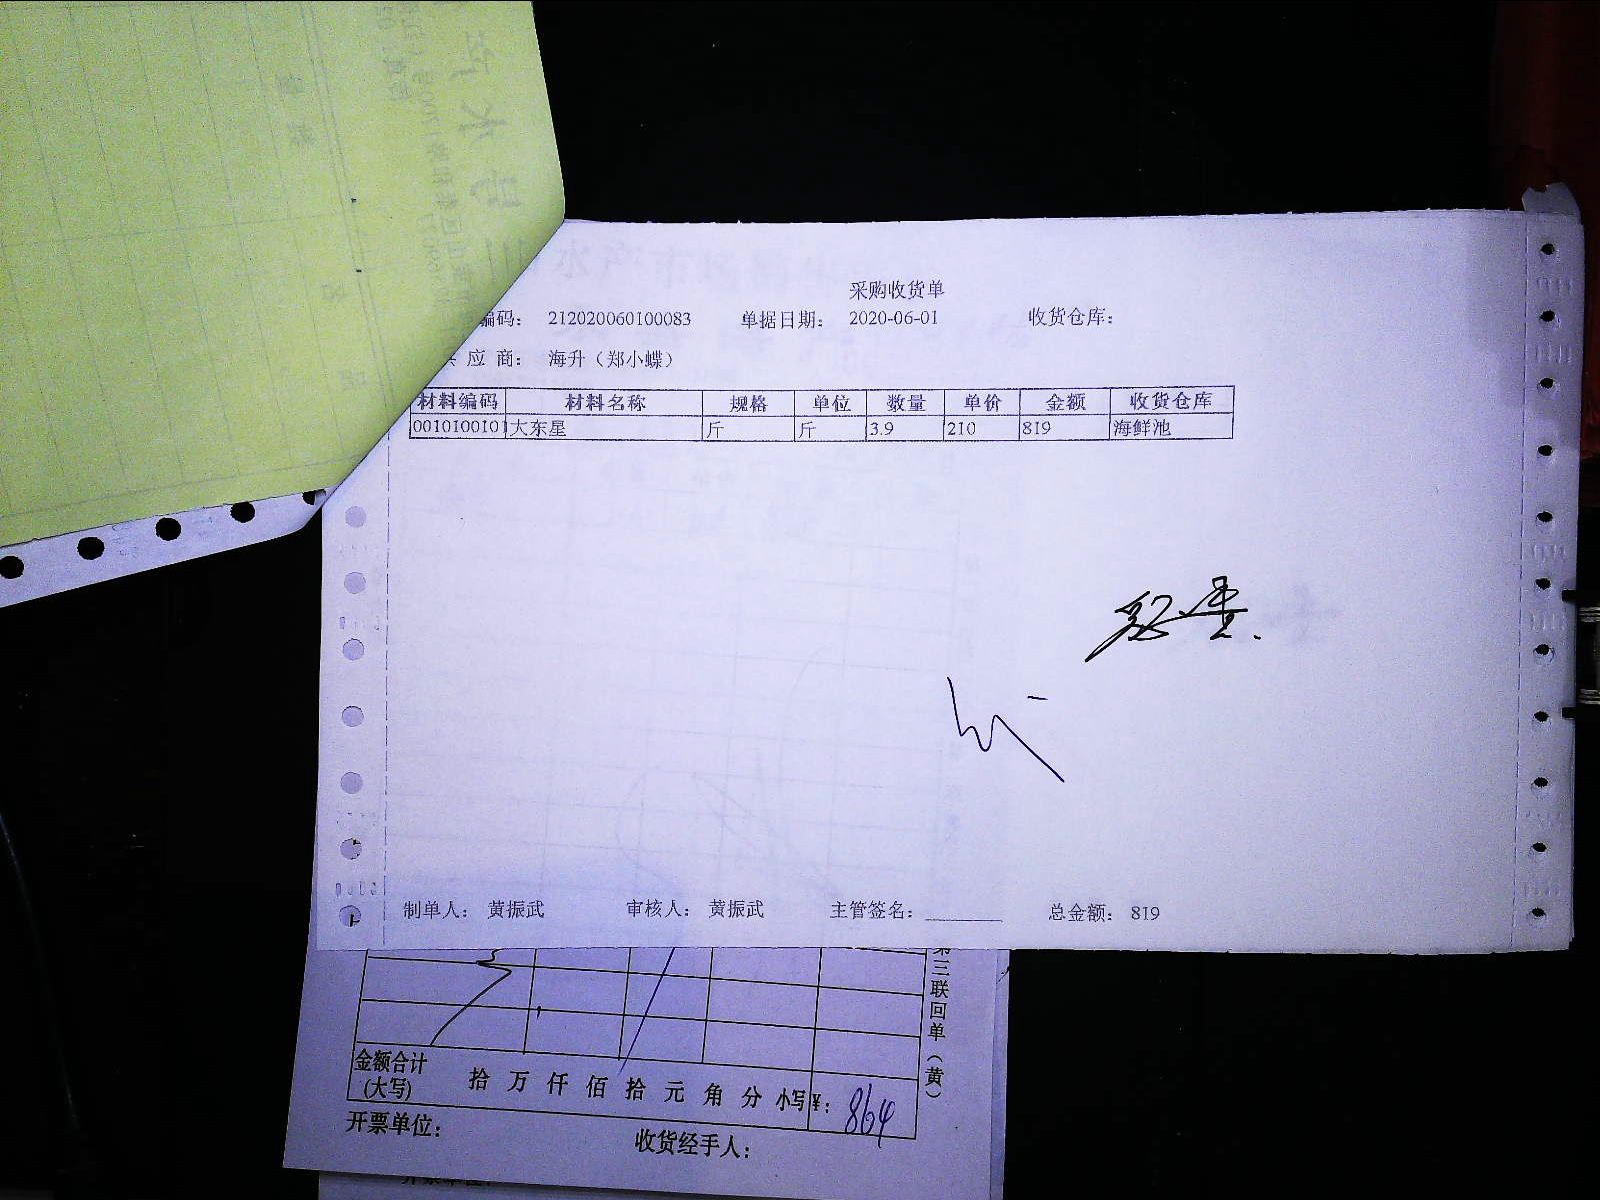 采购收货单
编码： 212020060100083 单据日期： 2020-06-01 收货仓库：
应 商： 海升（郑小蝶）
材料编码 材料名称 规格 单位 数量 单价 金额 收货仓库
0010100101 大东星 斤 斤 3.9 210 819 海鲜池
制单人： 黄振武 审核人： 黄振武 主管签名： 总金额： 819
第三联回单（黄）
金额合计
(大写) 拾 万 仟 佰 拾 元 角 分 小写¥: 864
开票单位：
收货经手人：